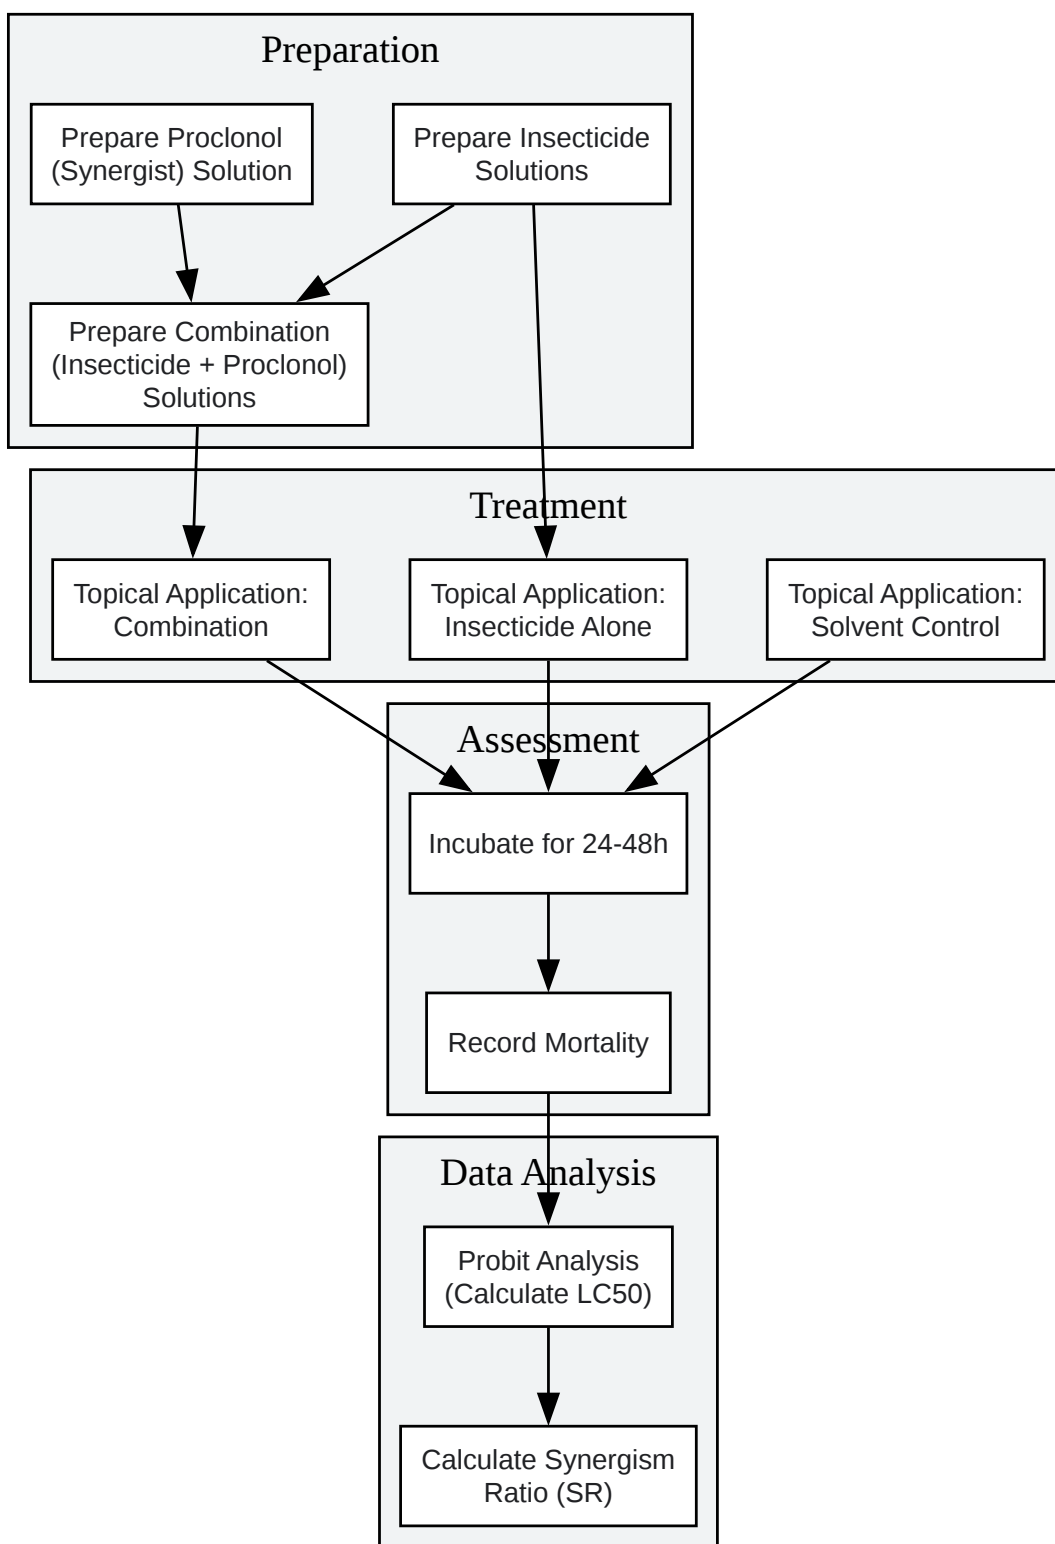 Preparation
Prepare Proclonol
(Synergist) Solution
Prepare Insecticide
Solutions
Prepare Combination
(Insecticide + Proclonol)
Solutions
Treatment
Topical Application:
Combination
Topical Application:
Insecticide Alone
Topical Application:
Solvent Control
Assessment
Incubate for 24-48h
Record Mortality
Data Analysis
Probit Analysis
(Calculate LC50)
Calculate Synergism
Ratio (SR)